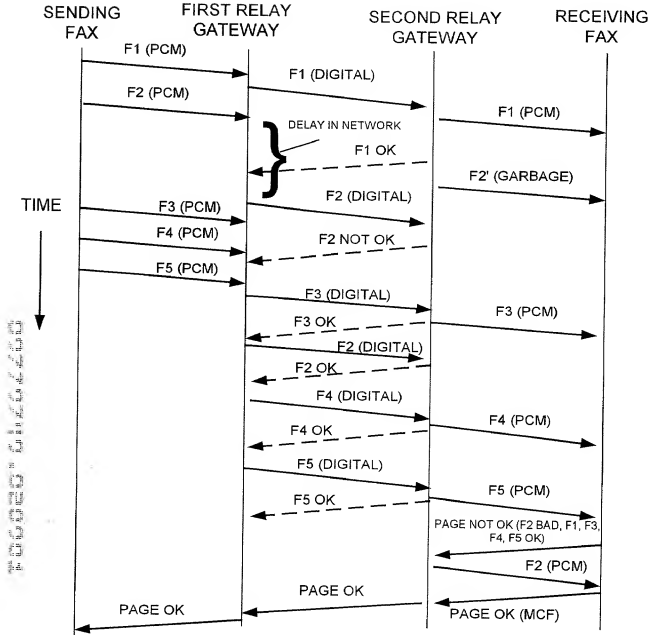 SENDING
FAX
FIRST RELAY
GATEWAY
SECOND RELAY
GATEWAY
RECEIVING
FAX
F1 (PCM)
F1 (DIGITAL)
F2 (PCM)
F1 (PCM)
DELAY IN NETWORK
F1 OK
F2' (GARBAGE)
F2 (DIGITAL)
TIME
F3 (PCM)
F4 (PCM)
F2 NOT OK
F5 (PCM)
F3 (DIGITAL)
F3 (PCM)
F3 OK
F2 (DIGITAL)
F2 OK
F4 (DIGITAL)
F4 (PCM)
F4 OK
F5 (DIGITAL)
F5 (PCM)
F5 OK
PAGE NOT OK (F2 BAD, F1, F3,
F4, F5 OK)
F2 (PCM)
PAGE OK
PAGE OK
PAGE OK (MCF)